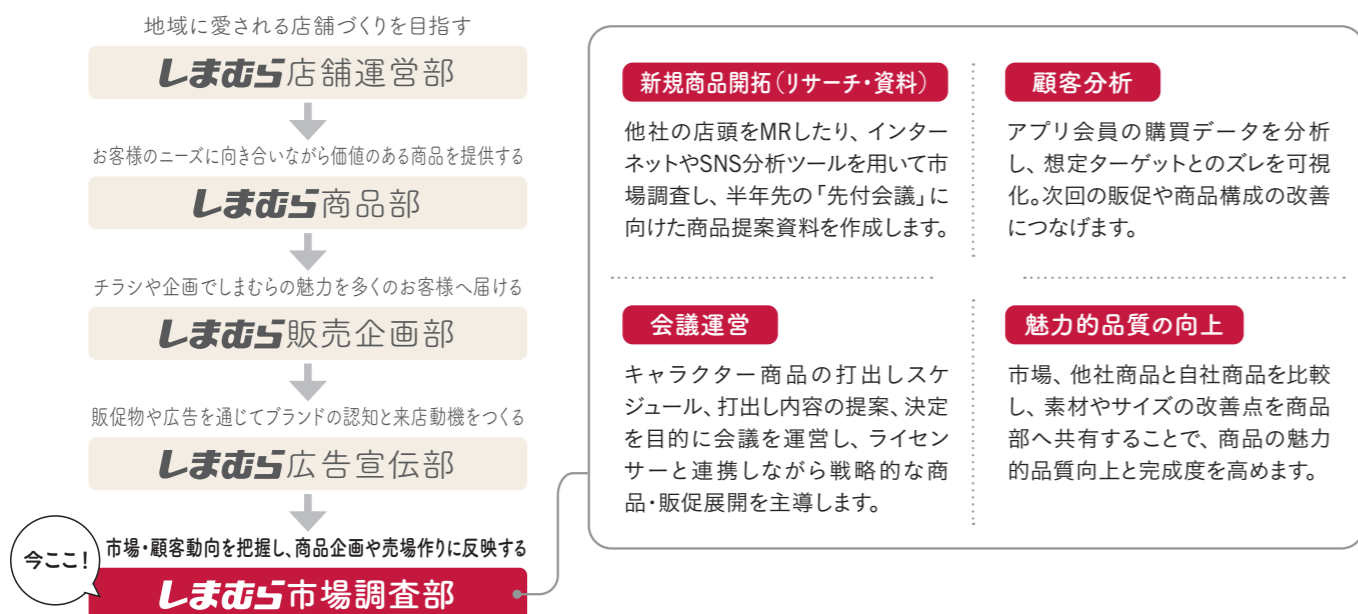 地域に愛される店舗づくりを目指す
しまむら店舗運営部
お客様のニーズに向き合いながら価値のある商品を提供する
しまむら商品部
チラシや企画でしまむらの魅力を多くのお客様へ届ける
しまむら販売企画部
販促物や広告を通じてブランドの認知と来店動機をつくる
しまむら広告宣伝部
今ここ!
市場・顧客動向を把握し、商品企画や売場作りに反映する
しまむら市場調査部
新規商品開拓(リサーチ・資料)
他社の店頭をMRしたり、インター
ネットやSNS分析ツールを用いて市
場調査し、半年先の「先付会議」に
向けた商品提案資料を作成します。
顧客分析
アプリ会員の購買データを分析
し、想定ターゲットとのズレを可視
化。次回の販促や商品構成の改善
につなげます。
会議運営
キャラクター商品の打出しスケ
ジュール、打出し内容の提案、決定
を目的に会議を運営し、ライセン
サーと連携しながら戦略的な商
品・販促展開を主導します。
魅力的品質の向上
市場、他社商品と自社商品を比較
し、素材やサイズの改善点を商品
部へ共有することで、商品の魅力
的品質向上と完成度を高めます。